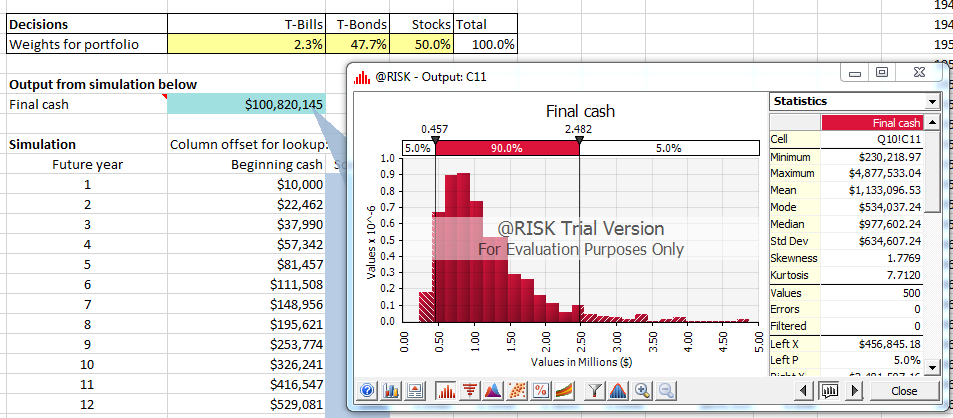 Decisions T-Bills T-Bonds Stocks Total
Weights for portfolio 2.3% 47.7% 50.0% 100.0%
Output from simulation below
Final cash $100,820,145
Simulation Column offset for lookup:
Future year Beginning cash
1 $10,000
2 $22,462
3 $37,990
4 $57,342
5 $81,457
6 $111,508
7 $148,956
8 $195,621
9 $253,774
10 $326,241
11 $416,547
12 $529,081
@RISK - Output: C11
Final cash
0.457 2.482
5.0% 90.0% 5.0%
1.0
0.9
0.8
0.7
0.6
0.5
0.4
0.3
0.2
0.1
0.0
Values x 10^-6
@RISK Trial Version
For Evaluation Purposes Only
0.00 0.50 1.00 1.50 2.00 2.50 3.00 3.50 4.00 4.50 5.00
Values in Millions ($)
Statistics
Final cash
Cell Q10!C11
Minimum $230,218.97
Maximum $4,877,533.04
Mean $1,133,096.53
Mode $534,037.24
Median $977,602.24
Std Dev $634,607.24
Skewness 1.7769
Kurtosis 7.7120
Values 500
Errors 0
Filtered 0
Left X $456,845.18
Left P 5.0%
Close